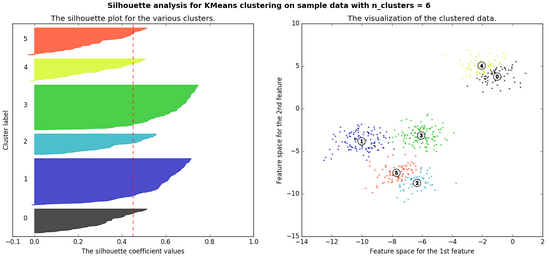 Silhouette analysis for KMeans clustering on sample data with n_clusters = 6
The silhouette plot for the various clusters.
Cluster label
5
4
3
2
1
0
−0.1 0.0 0.2 0.4 0.6 0.8 1.0
The silhouette coefficient values
The visualization of the clustered data.
Feature space for the 2nd feature
10
5
0
−5
−10
−15
4
0
1
3
5
2
−14 −12 −10 −8 −6 −4 −2 0 2
Feature space for the 1st feature